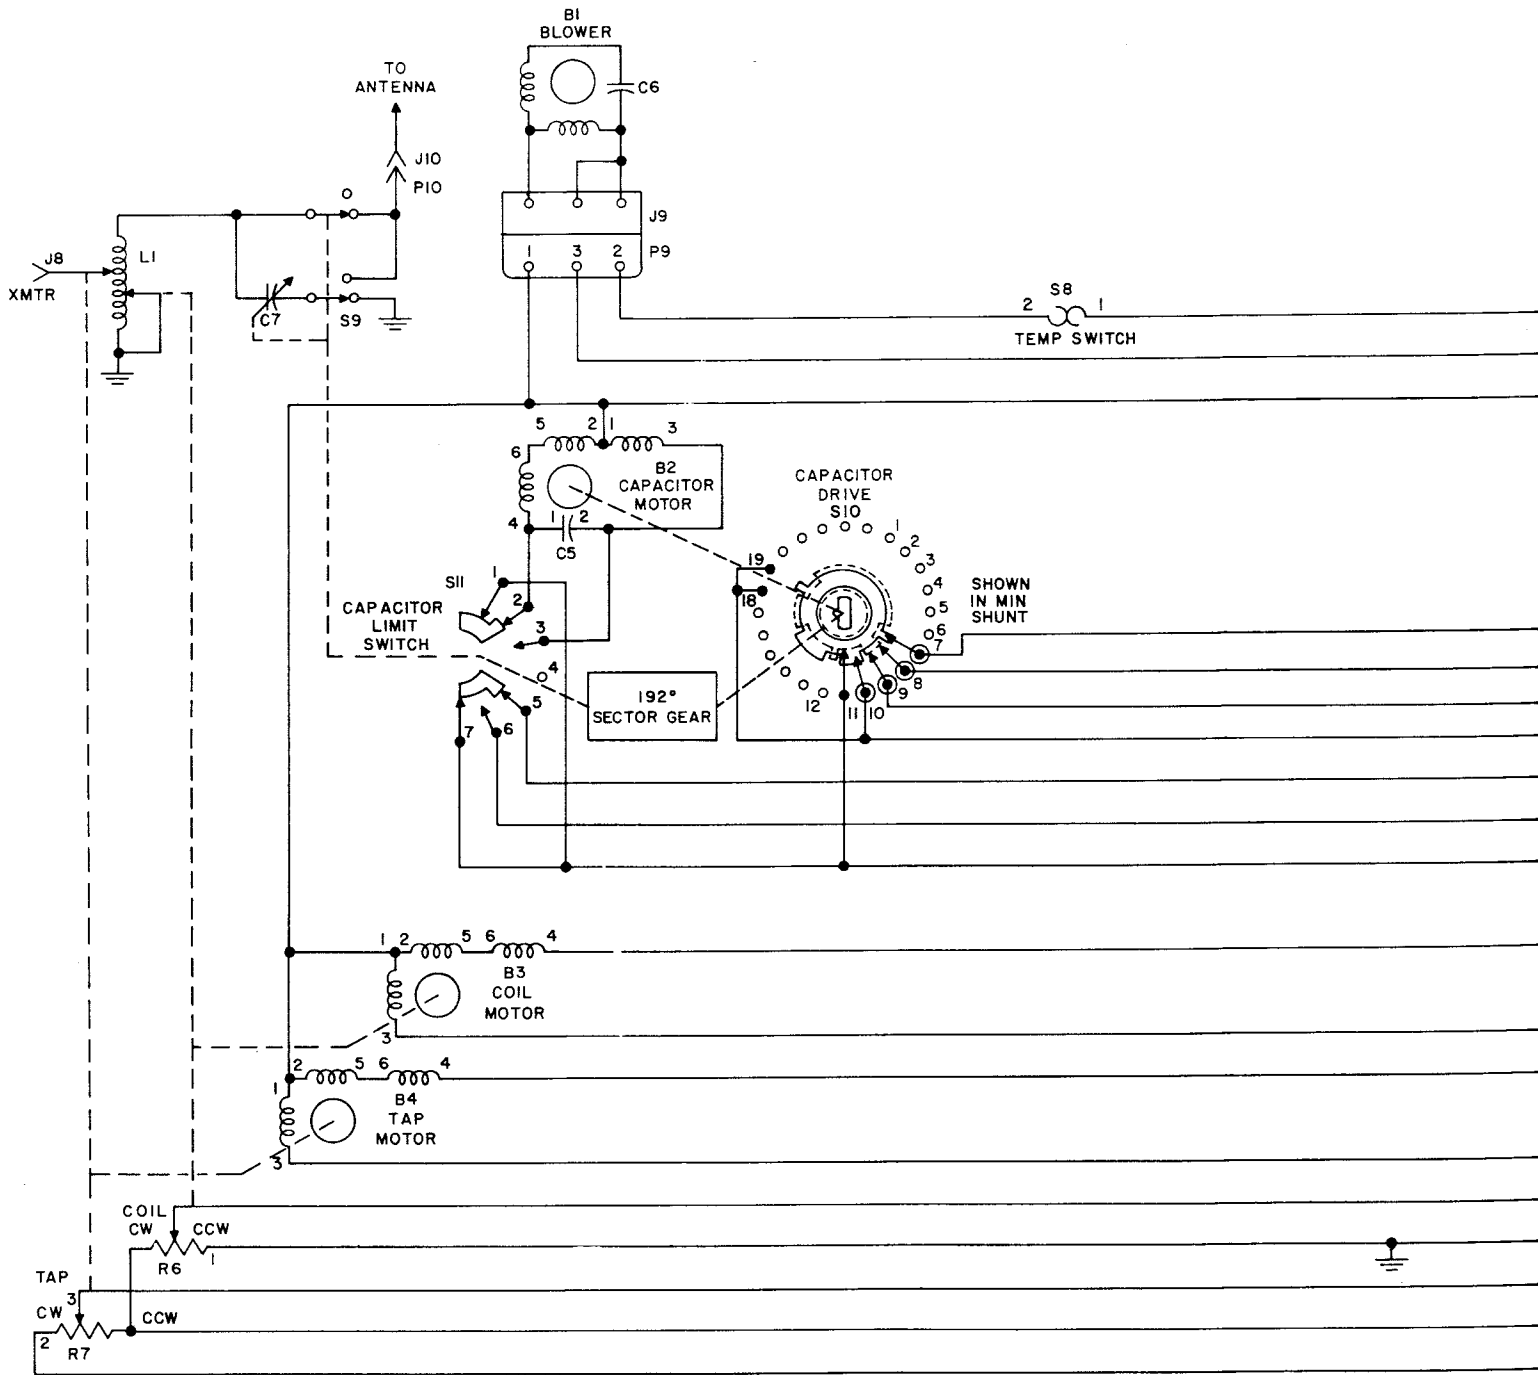 B1
BLOWER
C6
TO
ANTENNA
J10
P10
J9
P9
1 3 2
J8
XMTR
L1
C7
S9
S8
2 1
TEMP SWITCH
5 2 1 3
6
B2
CAPACITOR
MOTOR
4 1 2
C5
CAPACITOR
DRIVE
S10
19
18
1
2
3
4
5
6
7
8
9
10
11
12
SHOWN
IN MIN
SHUNT
S11
CAPACITOR
LIMIT
SWITCH
1
2
3
4
5
6
7
192°
SECTOR GEAR
1 2 5 6 4
B3
COIL
MOTOR
3
2 5 6 4
1
B4
TAP
MOTOR
3
COIL
CW CCW
1
R6
TAP
3
CW CCW
2
R7